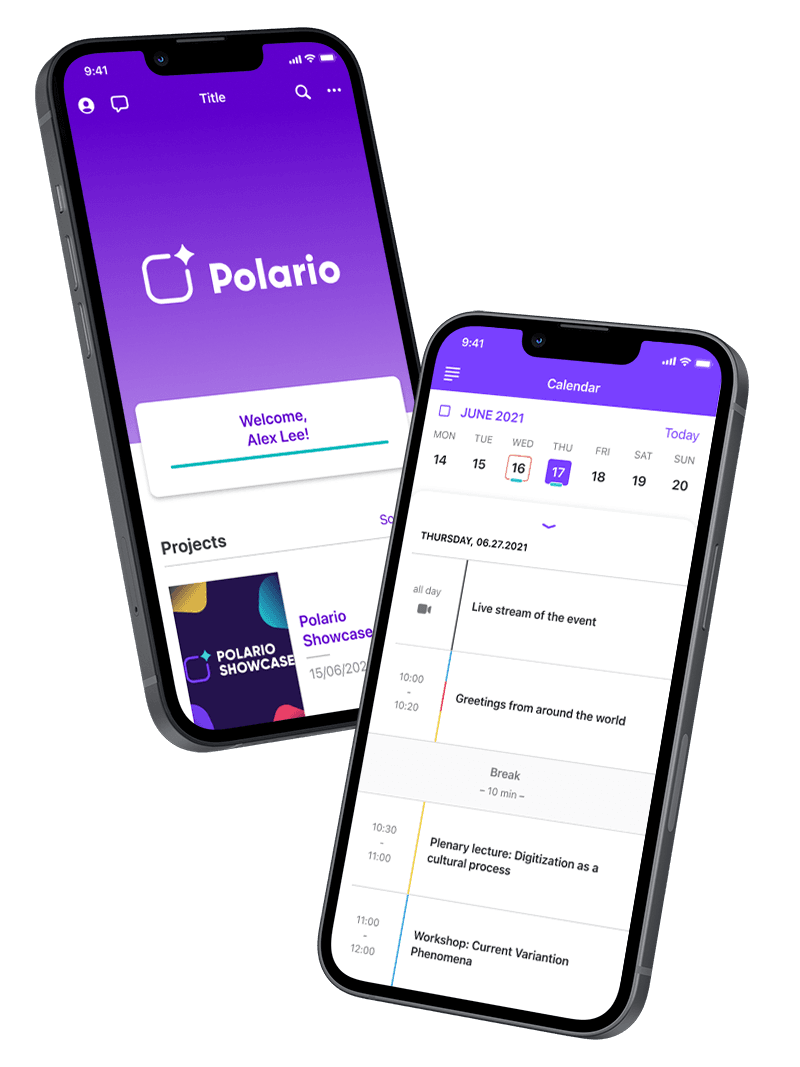 9:41
Title
Polario
Welcome,
Alex Lee!
Projects
Polario
Showcase
15/06/202
POLARIO
SHOWCASE
9:41
Calendar
JUNE 2021
Today
MON TUE WED THU FRI SAT SUN
14 15 16 17 18 19 20
THURSDAY, 06.27.2021
all day
Live stream of the event
10:00
-
10:20
Greetings from around the world
Break
– 10 min –
10:30
-
11:00
Plenary lecture: Digitization as a
cultural process
11:00
-
12:00
Workshop: Current Variantion
Phenomena